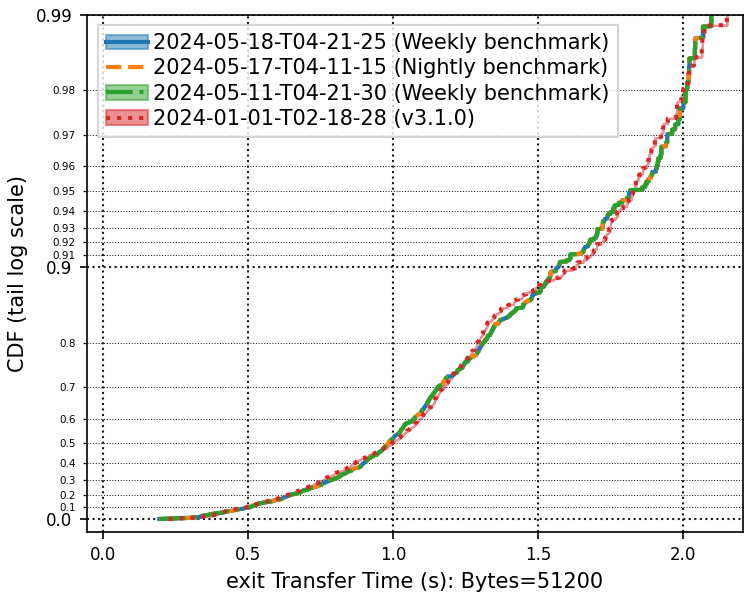 0.99
2024-05-18-T04-21-25 (Weekly benchmark)
2024-05-17-T04-11-15 (Nightly benchmark)
2024-05-11-T04-21-30 (Weekly benchmark)
2024-01-01-T02-18-28 (v3.1.0)
0.98
0.97
0.96
0.95
0.94
0.93
0.92
0.91
0.9
0.8
0.7
0.6
0.5
0.4
0.3
0.2
0.1
0.0
CDF (tail log scale)
0.0 0.5 1.0 1.5 2.0
exit Transfer Time (s): Bytes=51200